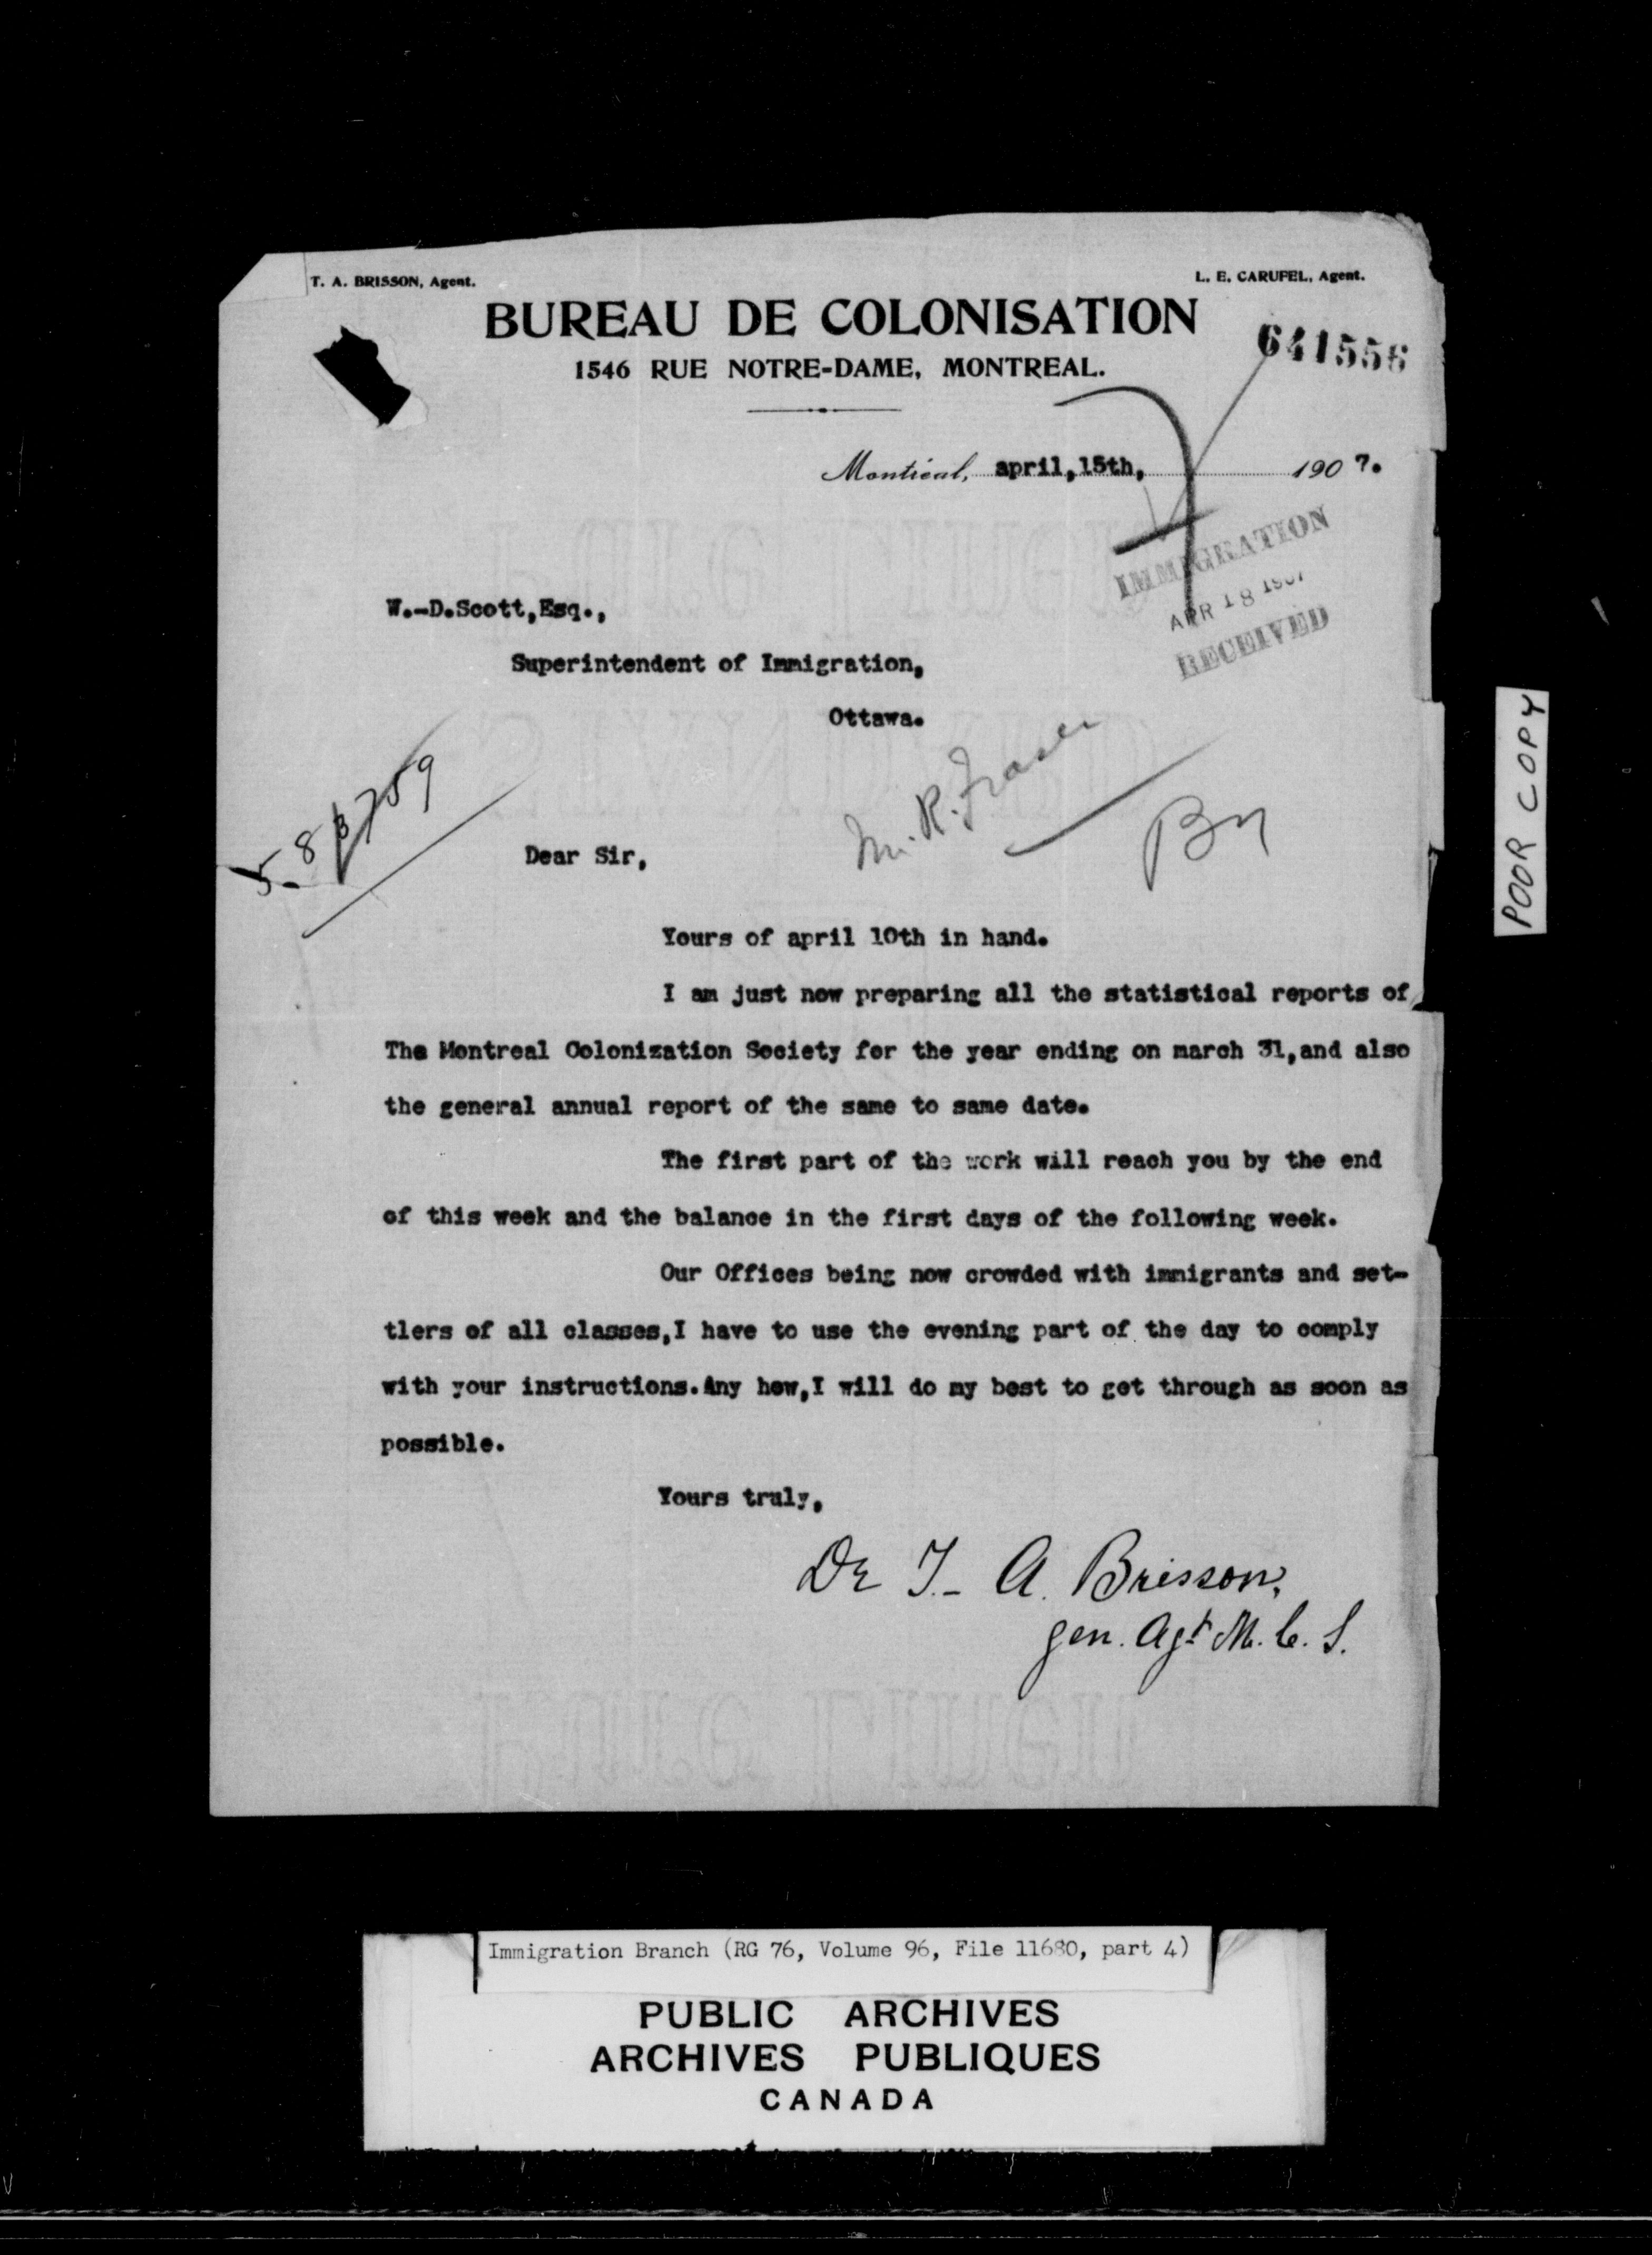 T. A. BRISSON, Agent.
L. E. CARUFEL, Agent.
BUREAU DE COLONISATION
1546 RUE NOTRE-DAME, MONTREAL.
641556
Montreal, april,15th, 1907.
IMMIGRATION
APR 18 1907
RECEIVED
W.-D.Scott,Esq.,
Superintendent of Immigration,
Ottawa.
M. R. Fraser
Dear Sir,
Yours of april 10th in hand.
I am just now preparing all the statistical reports of
The Montreal Colonization Society for the year ending on march 31,and also
the general annual report of the same to same date.
The first part of the work will reach you by the end
of this week and the balance in the first days of the following week.
Our Offices being now crowded with immigrants and set-
tlers of all classes,I have to use the evening part of the day to comply
with your instructions.Any how,I will do my best to get through as soon as
possible.
Yours truly,
Dr T.- A. Brisson,
gen. Agt M. C. S.
POOR COPY
Immigration Branch (RG 76, Volume 96, File 11680, part 4)
PUBLIC ARCHIVES
ARCHIVES PUBLIQUES
CANADA